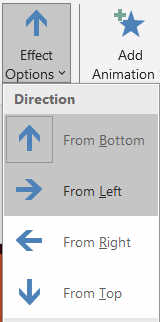 Effect
Options
Add
Animation
Direction
From Bottom
From Left
From Right
From Top